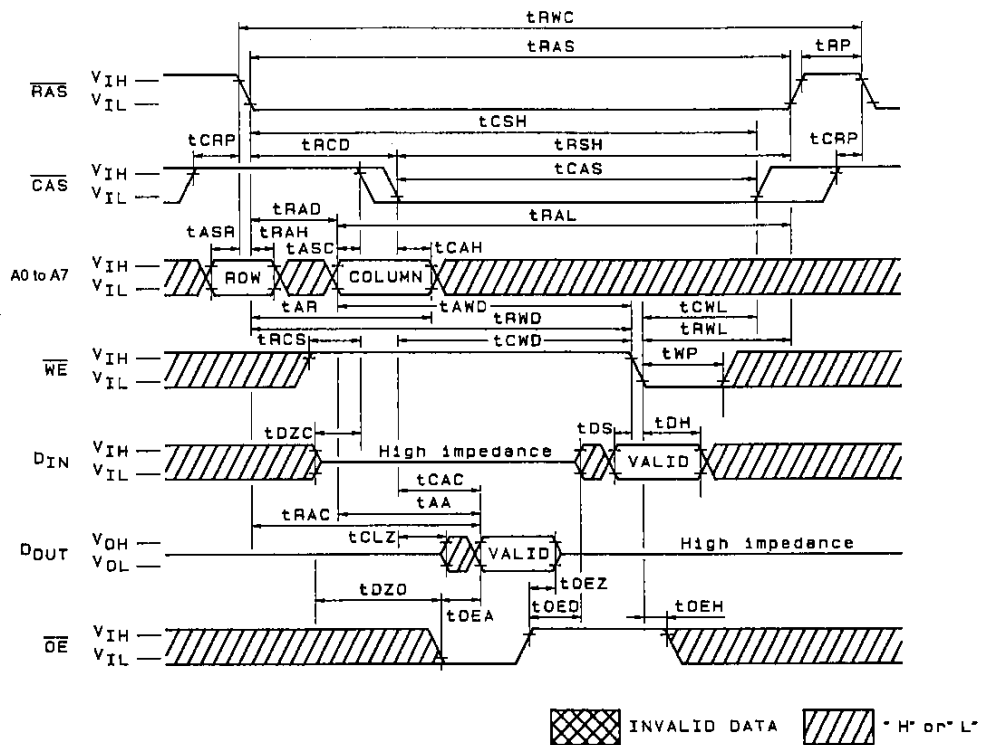 tRWC
tRAS
tRP
RAS VIH
VIL
tCSH
tCRP
tRCD
tRSH
tCRP
CAS VIH
VIL
tCAS
tRAD
tRAL
tASR
tRAH
tASC
tCAH
A0 to A7 VIH
VIL
ROW
COLUMN
tAR
tAWD
tCWL
tRWD
tRWL
tRCS
tCWD
WE VIH
VIL
tWP
tDZC
tDS
tDH
DIN VIH
VIL
High impedance
VALID
tCAC
tAA
tRAC
tCLZ
DOUT VOH
VOL
VALID
High impedance
tDZO
tOEA
tOEZ
tOED
tOEH
OE VIH
VIL
INVALID DATA
"H" or "L"